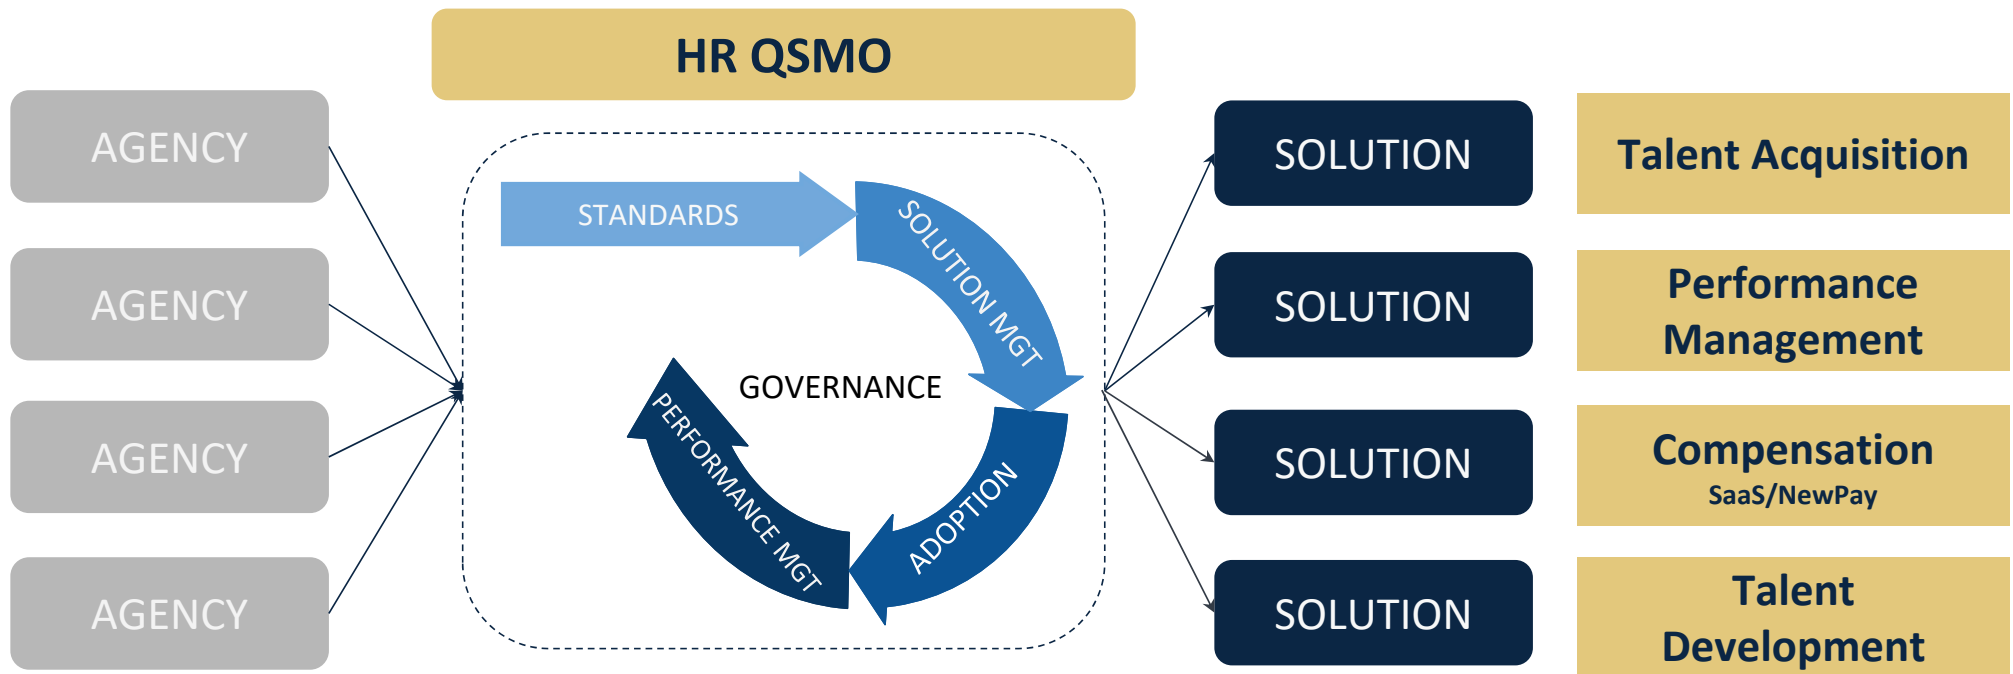 HR QSMO
AGENCY
AGENCY
AGENCY
AGENCY
STANDARDS
SOLUTION MGT
GOVERNANCE
ADOPTION
PERFORMANCE MGT
SOLUTION
Talent Acquisition
SOLUTION
Performance
Management
SOLUTION
Compensation
SaaS/NewPay
SOLUTION
Talent
Development